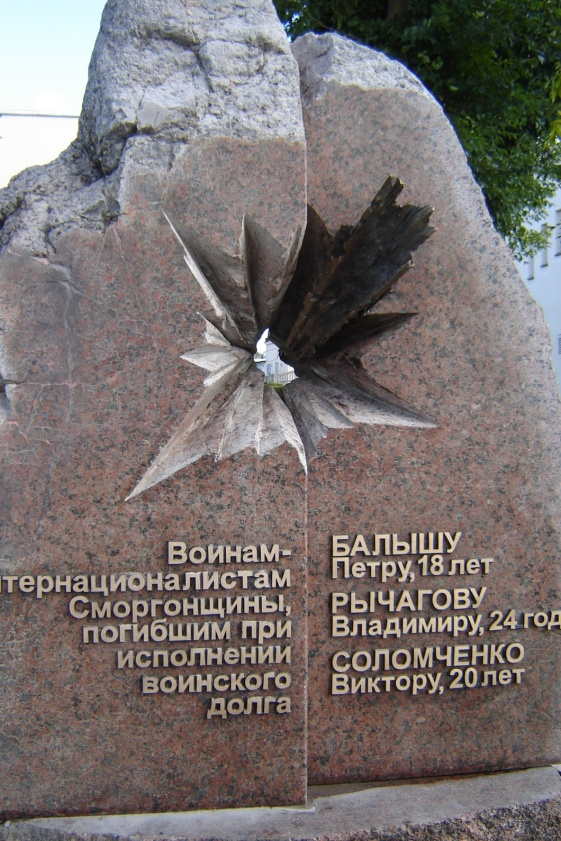 Воинам-
нтернационалистам
Сморгонщины,
погибшим при
исполнении
воинского
долга
БАЛЫШУ
Петру, 18 лет
РЫЧАГОВУ
Владимиру, 24 год
СОЛОМЧЕНКО
Виктору, 20 лет